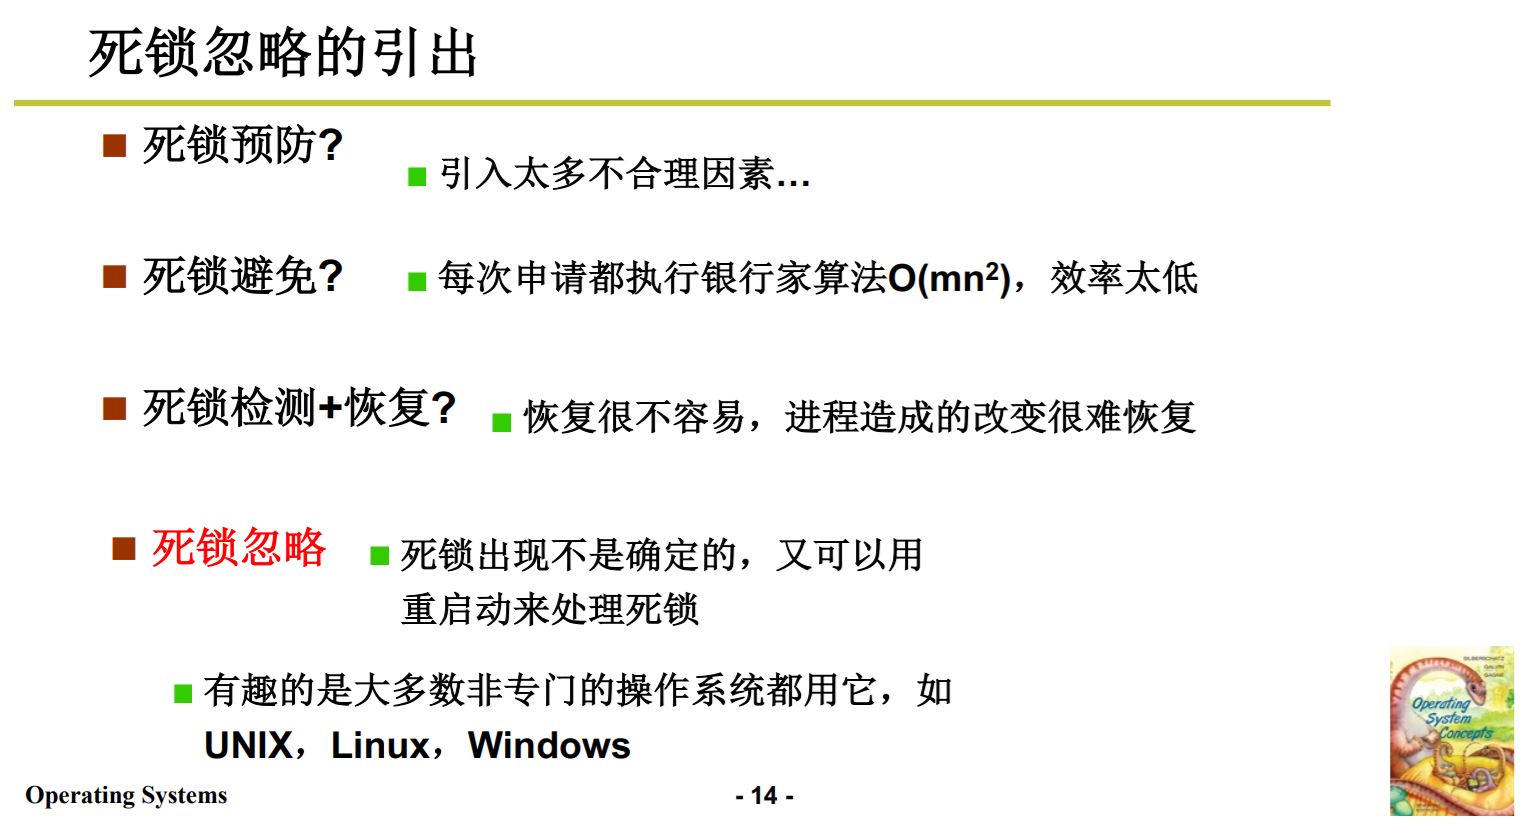 死锁忽略的引出
死锁预防?
引入太多不合理因素…
死锁避免?
每次申请都执行银行家算法O(mn²)，效率太低
死锁检测+恢复?
恢复很不容易，进程造成的改变很难恢复
死锁忽略
死锁出现不是确定的，又可以用
重启动来处理死锁
有趣的是大多数非专门的操作系统都用它，如
UNIX，Linux，Windows
SILBERSCHATZ
GALVIN
GAGNE
Operating
System
Concepts
Operating Systems
- 14 -